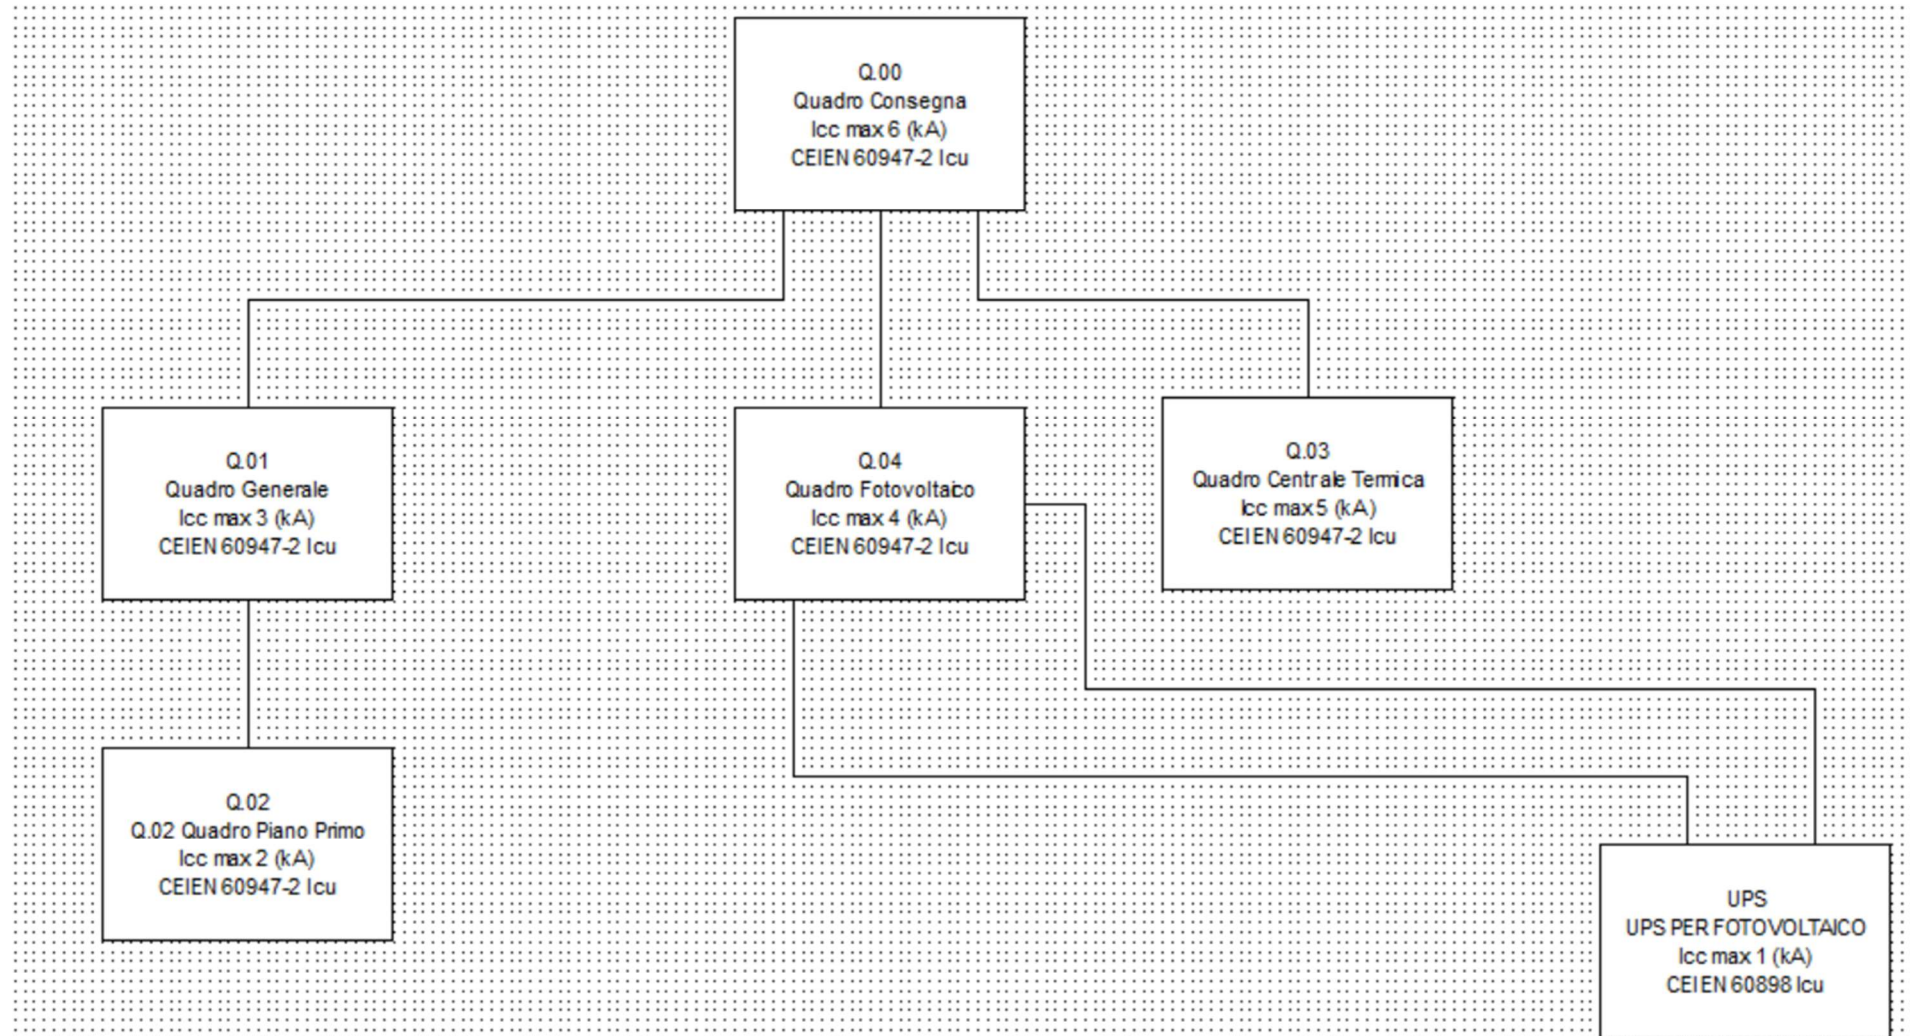 Q.00
Quadro Consegna
Icc max 6 (kA)
CEI EN 60947-2 Icu
Q.01
Quadro Generale
Icc max 3 (kA)
CEI EN 60947-2 Icu
Q.04
Quadro Fotovoltaico
Icc max 4 (kA)
CEI EN 60947-2 Icu
Q.03
Quadro Centrale Termica
Icc max 5 (kA)
CEI EN 60947-2 Icu
Q.02
Q.02 Quadro Piano Primo
Icc max 2 (kA)
CEI EN 60947-2 Icu
UPS
UPS PER FOTOVOLTAICO
Icc max 1 (kA)
CEI EN 60898 Icu